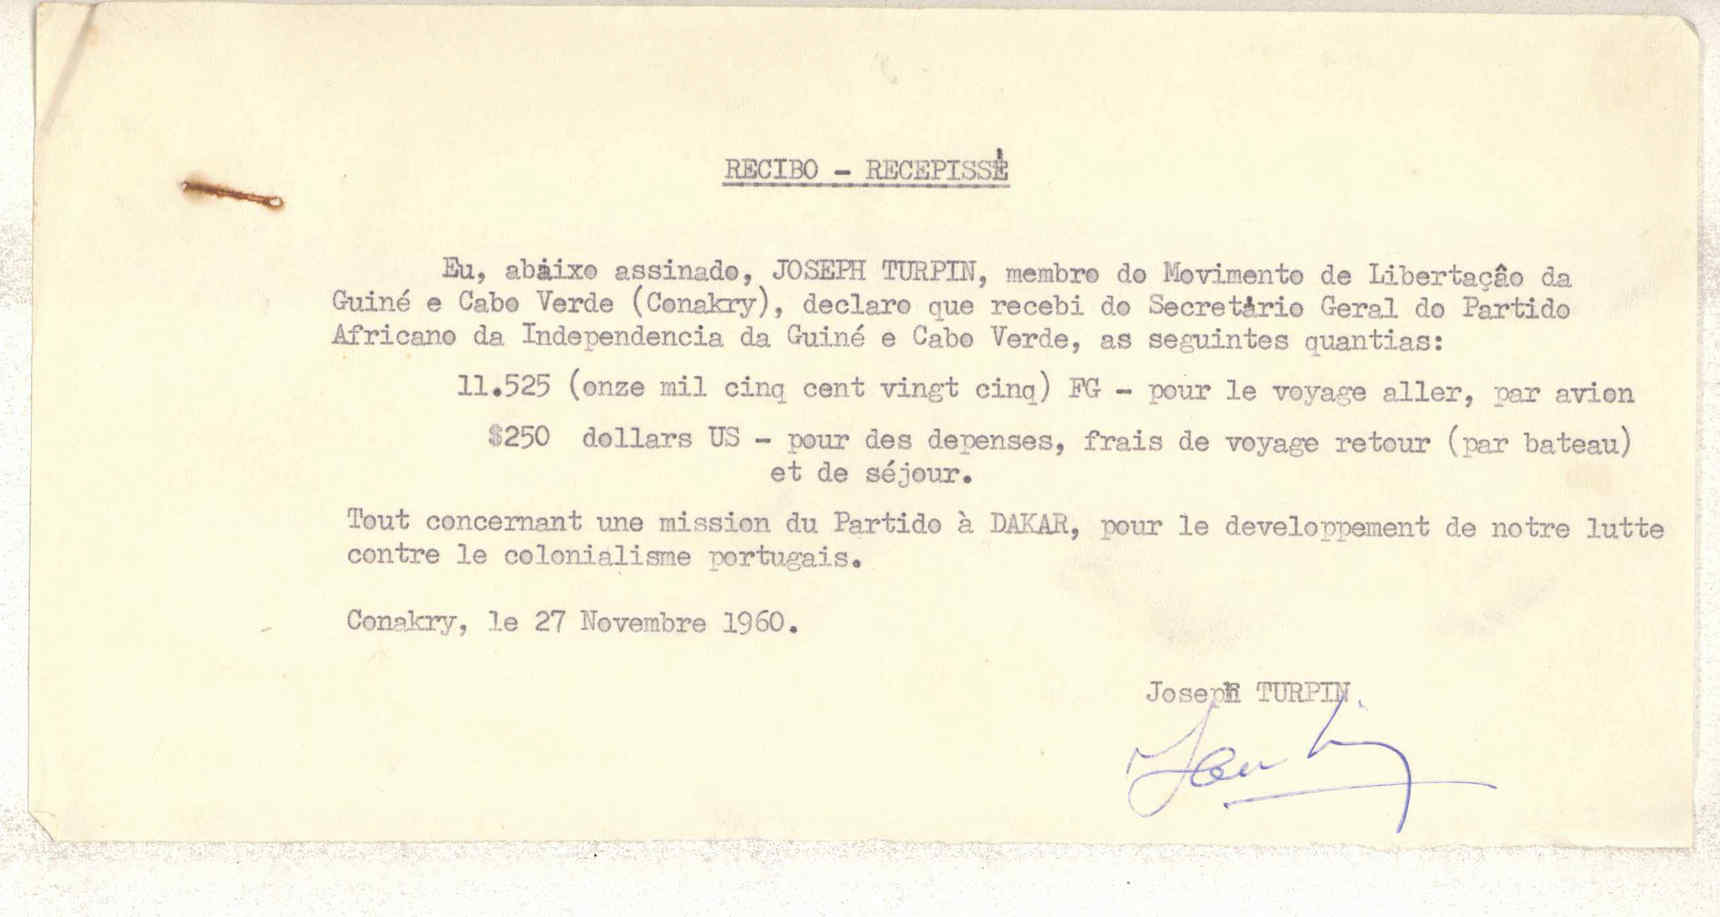 RECIBO - RECEPISSÉ
Eu, abáixo assinado, JOSEPH TURPIN, membro do Movimento de Libertação da
Guiné e Cabo Verde (Conakry), declaro que recebi do Secretário Geral do Partido
Africano da Independencia da Guiné e Cabo Verde, as seguintes quantias:
11.525 (onze mil cinq cent vingt cinq) FG - pour le voyage aller, par avion
$250 dollars US - pour des depenses, frais de voyage retour (par bateau)
et de séjour.
Tout concernant une mission du Partido à DAKAR, pour le developpement de notre lutte
contre le colonialisme portugais.
Conakry, le 27 Novembre 1960.
Joseph TURPIN.